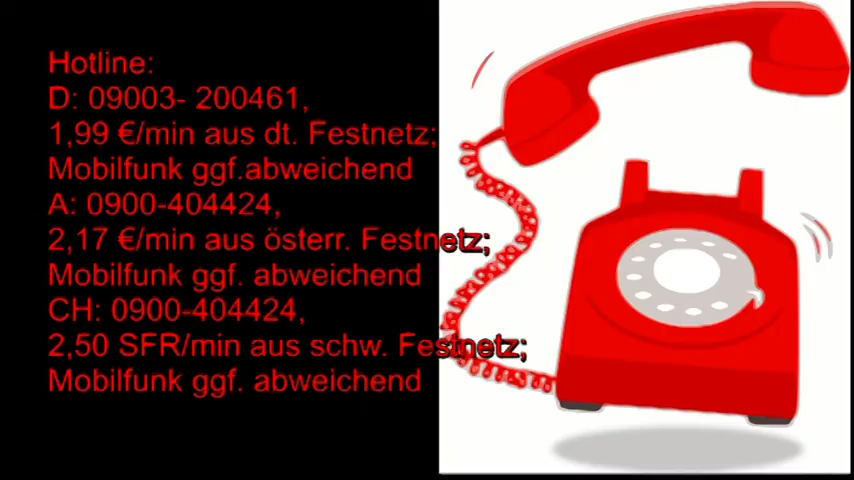 Hotline:
D: 09003- 200461,
1,99 €/min aus dt. Festnetz;
Mobilfunk ggf.abweichend
A: 0900-404424,
2,17 €/min aus österr. Festnetz;
Mobilfunk ggf. abweichend
CH: 0900-404424,
2,50 SFR/min aus schw. Festnetz;
Mobilfunk ggf. abweichend